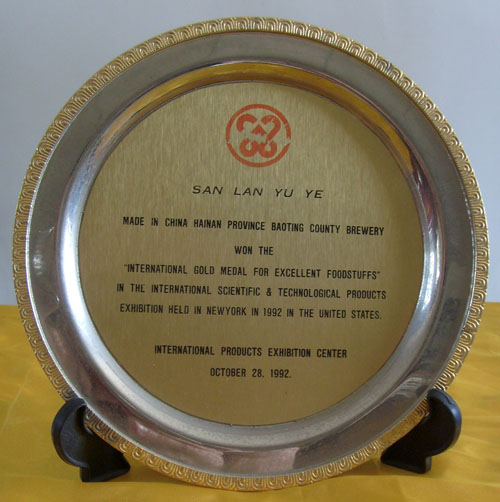 SAN LAN YU YE
MADE IN CHINA HAINAN PROVINCE BAOTING COUNTY BREWERY
WON THE
"INTERNATIONAL GOLD MEDAL FOR EXCELLENT FOODSTUFFS"
IN THE INTERNATIONAL SCIENTIFIC & TECHNOLOGICAL PRODUCTS
EXHIBITION HELD IN NEWYORK IN 1992 IN THE UNITED STATES.
INTERNATIONAL PRODUCTS EXHIBITION CENTER
OCTOBER 28. 1992.